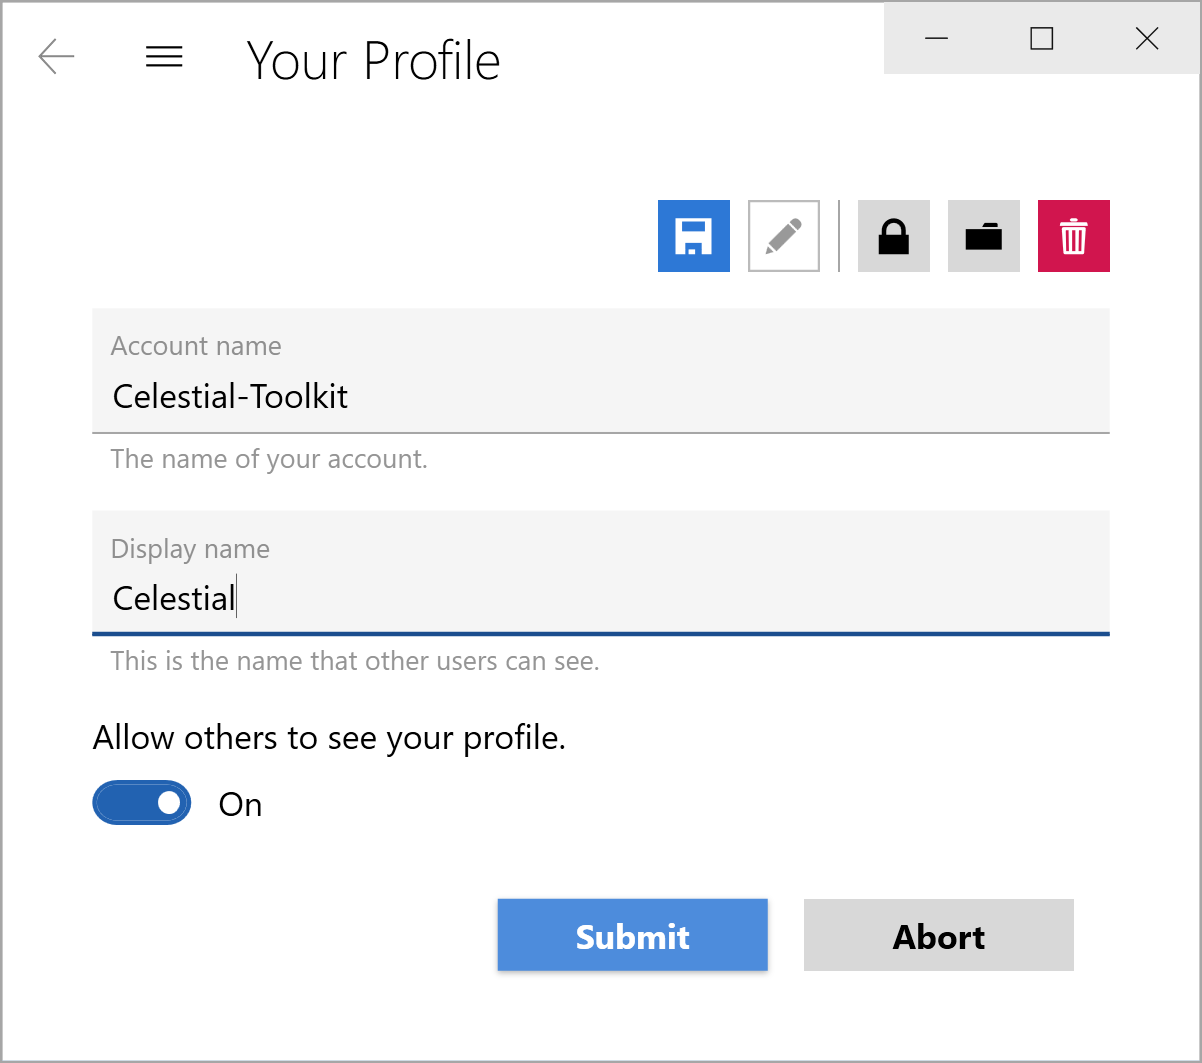 Your Profile
Account name
Celestial-Toolkit
The name of your account.
Display name
Celestial
This is the name that other users can see.
Allow others to see your profile.
On
Submit
Abort